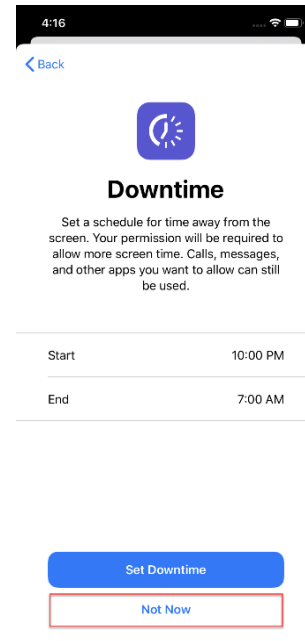 4:16
Back
Downtime
Set a schedule for time away from the
screen. Your permission will be required to
allow more screen time. Calls, messages,
and other apps you want to allow can still
be used.
Start 10:00 PM
End 7:00 AM
Set Downtime
Not Now